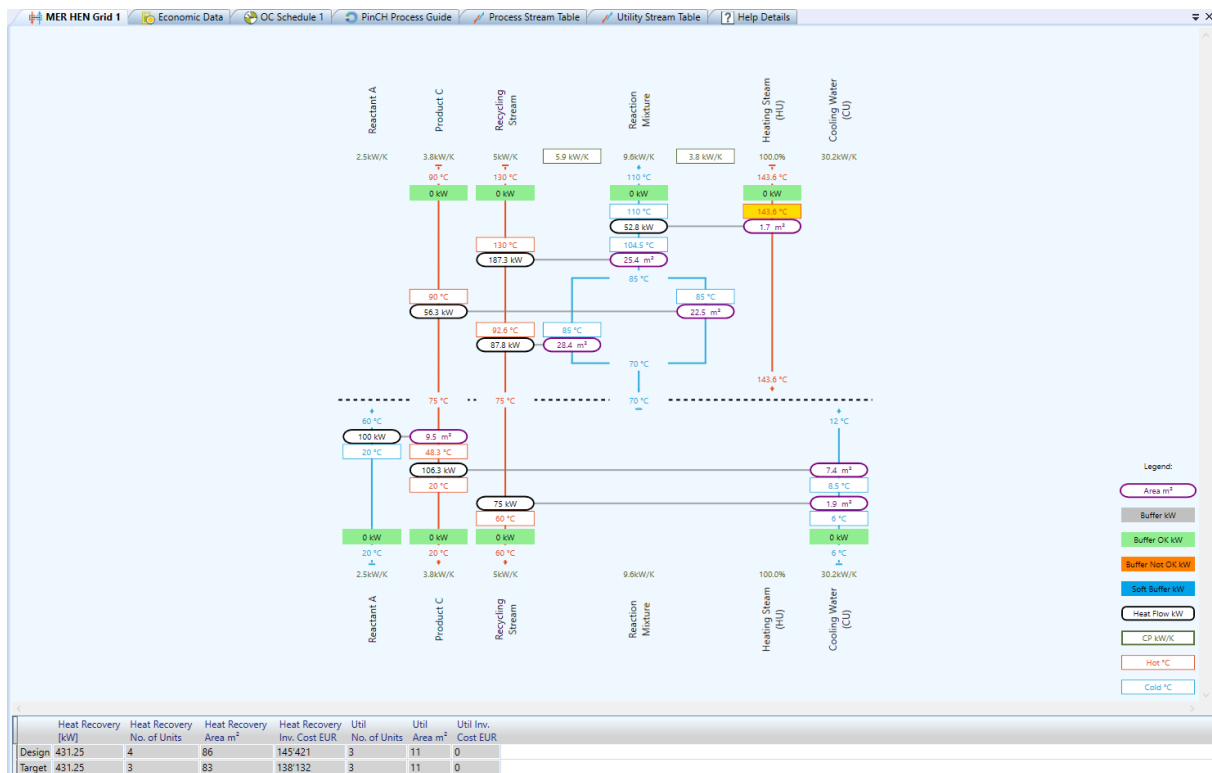 MER HEN Grid 1
Economic Data
OC Schedule 1
PinCH Process Guide
Process Stream Table
Utility Stream Table
Help Details
Reactant A
Product C
Recycling
Stream
Reaction
Mixture
Heating Steam
(HU)
Cooling Water
(CU)
2.5kW/K 3.8kW/K 5kW/K 5.9 kW/K 9.6kW/K 3.8 kW/K 100.0% 30.2kW/K
90 °C 130 °C 110 °C 143.6 °C
0 kW 0 kW 0 kW 0 kW
110 °C 143.6 °C
52.8 kW 1.7 m²
130 °C 104.5 °C
187.3 kW 25.4 m²
85 °C
90 °C 85 °C
56.3 kW 22.5 m²
92.6 °C 85 °C
87.8 kW 28.4 m²
70 °C
143.6 °C
75 °C 75 °C 70 °C
60 °C 12 °C
100 kW 9.5 m²
20 °C 48.3 °C
106.3 kW 7.4 m²
20 °C 8.5 °C
75 kW 1.9 m²
60 °C 6 °C
0 kW 0 kW 0 kW 0 kW
20 °C 20 °C 60 °C 6 °C
2.5kW/K 3.8kW/K 5kW/K 9.6kW/K 100.0% 30.2kW/K
Reactant A
Product C
Recycling
Stream
Reaction
Mixture
Heating Steam
(HU)
Cooling Water
(CU)
Legend:
Area m²
Buffer kW
Buffer OK kW
Buffer Not OK kW
Soft Buffer kW
Heat Flow kW
CP kW/K
Hot °C
Cold °C
Heat Recovery Heat Recovery Heat Recovery Heat Recovery Util Util Util Inv.
[kW] No. of Units Area m² Inv. Cost EUR No. of Units Area m² Cost EUR
Design 431.25 4 86 145'421 3 11 0
Target 431.25 3 83 138'132 3 11 0